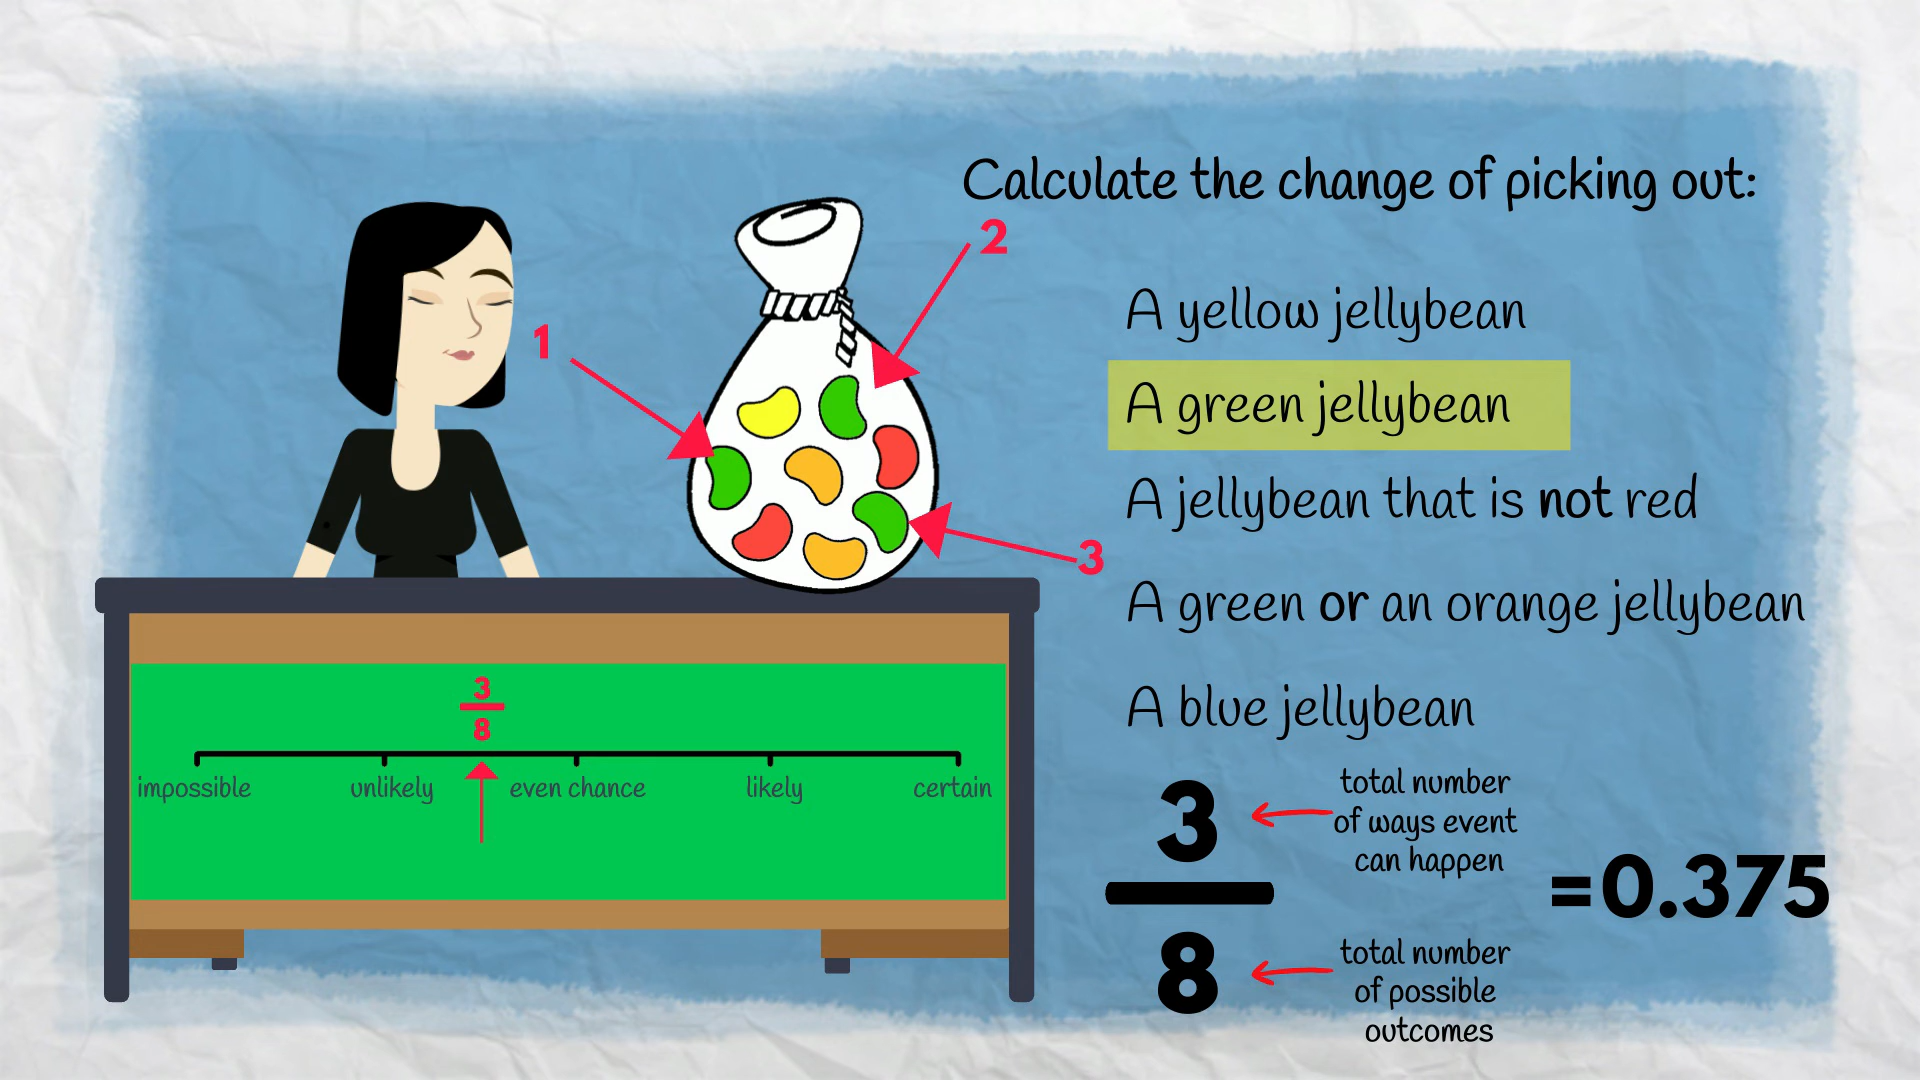 Calculate the change of picking out:
2
1
A yellow jellybean
A green jellybean
A jellybean that is not red
3
A green or an orange jellybean
3
8
A blue jellybean
impossible unlikely even chance likely certain
3
total number
of ways event
can happen
=0.375
8
total number
of possible
outcomes